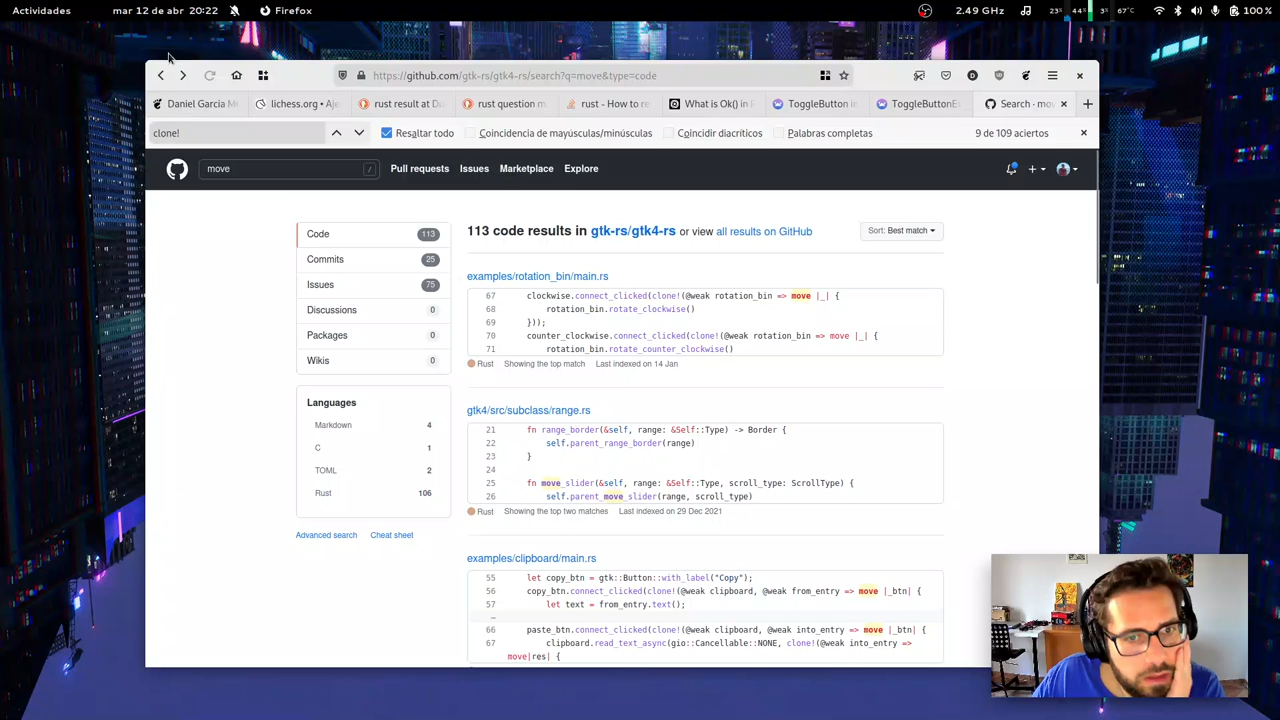 Actividades mar 12 de abr 20:22 Firefox 2.49 GHz 23% 44% 3% 67°C 100 %
https://github.com/gtk-rs/gtk4-rs/search?q=move&type=code
Daniel Garcia Mo lichess.org • Aje rust result at Du rust question m rust - How to re What is Ok() in ToggleButton in ToggleButtonEx Search · mov
clone! Resaltar todo Coincidencia de mayúsculas/minúsculas Coincidir diacríticos Palabras completas 9 de 109 aciertos
move / Pull requests Issues Marketplace Explore
Code 113
Commits 25
Issues 75
Discussions 0
Packages 0
Wikis 0
Languages
Markdown 4
C 1
TOML 2
Rust 106
Advanced search Cheat sheet
113 code results in gtk-rs/gtk4-rs or view all results on GitHub
Sort: Best match
examples/rotation_bin/main.rs
67 clockwise.connect_clicked(clone!(@weak rotation_bin => move |_| {
68 rotation_bin.rotate_clockwise()
69 }));
70 counter_clockwise.connect_clicked(clone!(@weak rotation_bin => move |_| {
71 rotation_bin.rotate_counter_clockwise()
Rust Showing the top match Last indexed on 14 Jan
gtk4/src/subclass/range.rs
21 fn range_border(&self, range: &Self::Type) -> Border {
22 self.parent_range_border(range)
23 }
24
25 fn move_slider(&self, range: &Self::Type, scroll_type: ScrollType) {
26 self.parent_move_slider(range, scroll_type)
Rust Showing the top two matches Last indexed on 29 Dec 2021
examples/clipboard/main.rs
55 let copy_btn = gtk::Button::with_label("Copy");
56 copy_btn.connect_clicked(clone!(@weak clipboard, @weak from_entry => move |_btn| {
57 let text = from_entry.text();
…
66 paste_btn.connect_clicked(clone!(@weak clipboard, @weak into_entry => move |_btn| {
67 clipboard.read_text_async(gio::Cancellable::NONE, clone!(@weak into_entry =>
move|res| {